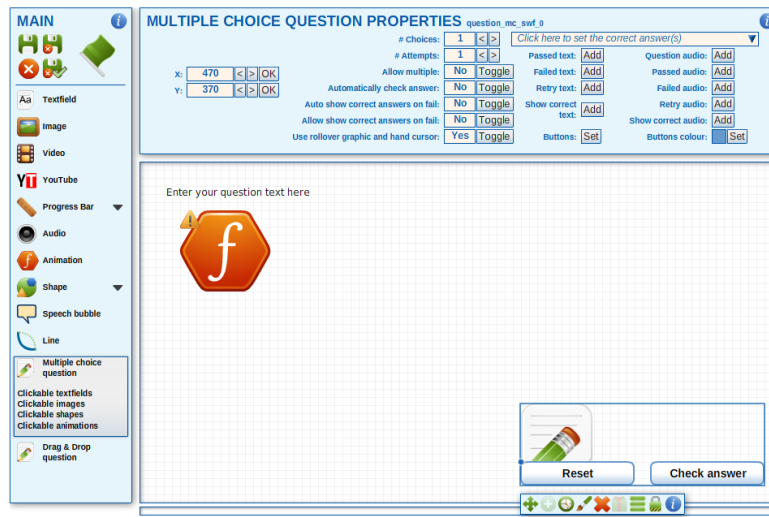 MAIN
Aa Textfield
Image
Video
YT YouTube
Progress Bar
Audio
f Animation
Shape
Speech bubble
Line
Multiple choice
question
Clickable textfields
Clickable images
Clickable shapes
Clickable animations
Drag & Drop
question
MULTIPLE CHOICE QUESTION PROPERTIES question_mc_swf_0
X: 470 < > OK
Y: 370 < > OK
# Choices: 1 < > Click here to set the correct answer(s)
# Attempts: 1 < > Passed text: Add Question audio: Add
Allow multiple: No Toggle Failed text: Add Passed audio: Add
Automatically check answer: No Toggle Retry text: Add Failed audio: Add
Auto show correct answers on fail: No Toggle Show correct text: Add Retry audio: Add
Allow show correct answers on fail: No Toggle Show correct audio: Add
Use rollover graphic and hand cursor: Yes Toggle Buttons: Set Buttons colour: Set
Enter your question text here
f
Reset Check answer